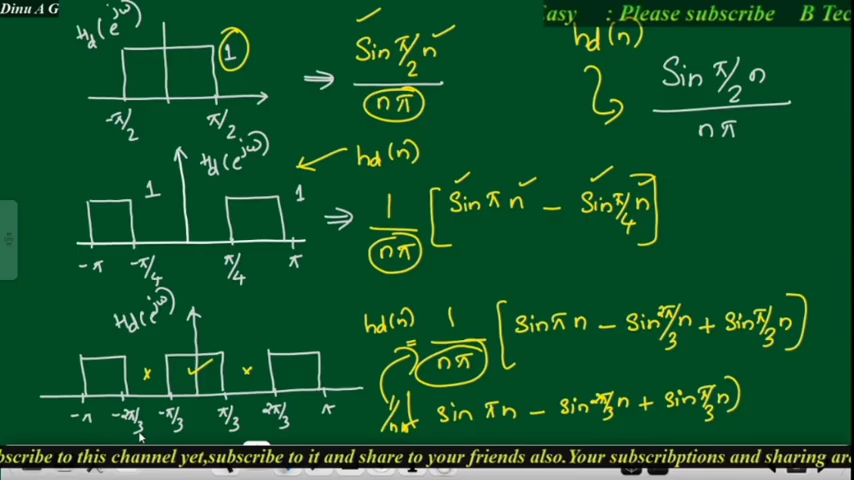 Dinu A G
Easy : Please subscribe B Tec
Hd(e^jω)
1
-π/2 π/2
⇒ Sin π/2 n / nπ
hd(n)
Sin π/2 n / nπ
Hd(e^jω)
hd(n)
1 1
-π -π/4 π/4 π
⇒ 1/nπ [Sin π n - Sin π/4 n]
Hd(e^jω)
× ✓ ×
-π -2π/3 -π/3 π/3 2π/3 π
hd(n) = 1/nπ [sin π n - sin 2π/3 n + sin π/3 n]
sin πn - sin 2π/3 n + sin π/3 n)
bscribe to this channel yet,subscribe to it and share to your friends also.Your subscribptions and sharing are